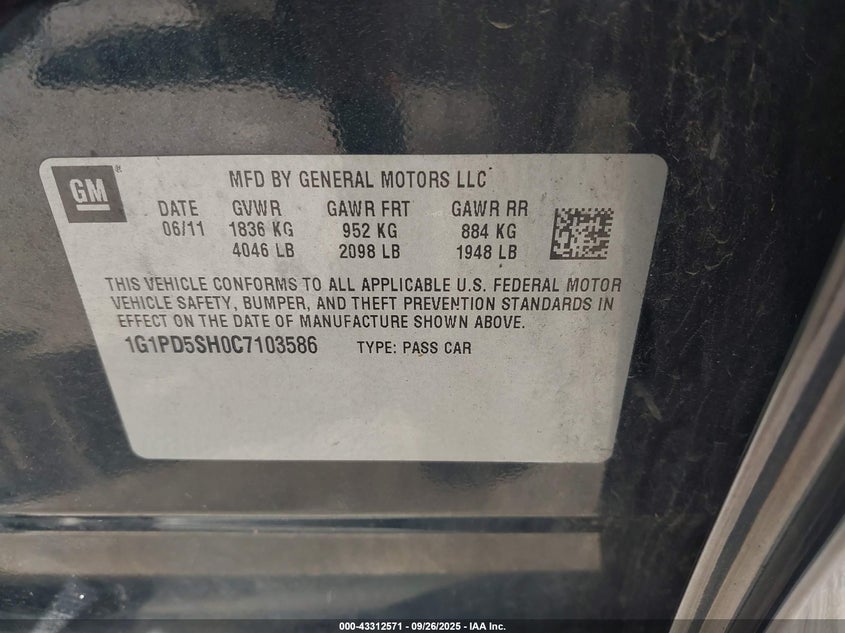 GM ®
MFD BY GENERAL MOTORS LLC
DATE GVWR GAWR FRT GAWR RR
06/11 1836 KG 952 KG 884 KG
4046 LB 2098 LB 1948 LB
THIS VEHICLE CONFORMS TO ALL APPLICABLE U.S. FEDERAL MOTOR
VEHICLE SAFETY, BUMPER, AND THEFT PREVENTION STANDARDS IN
EFFECT ON THE DATE OF MANUFACTURE SHOWN ABOVE.
1G1PD5SH0C7103586 TYPE: PASS CAR
000-43312571 - 09/26/2025 - IAA Inc.